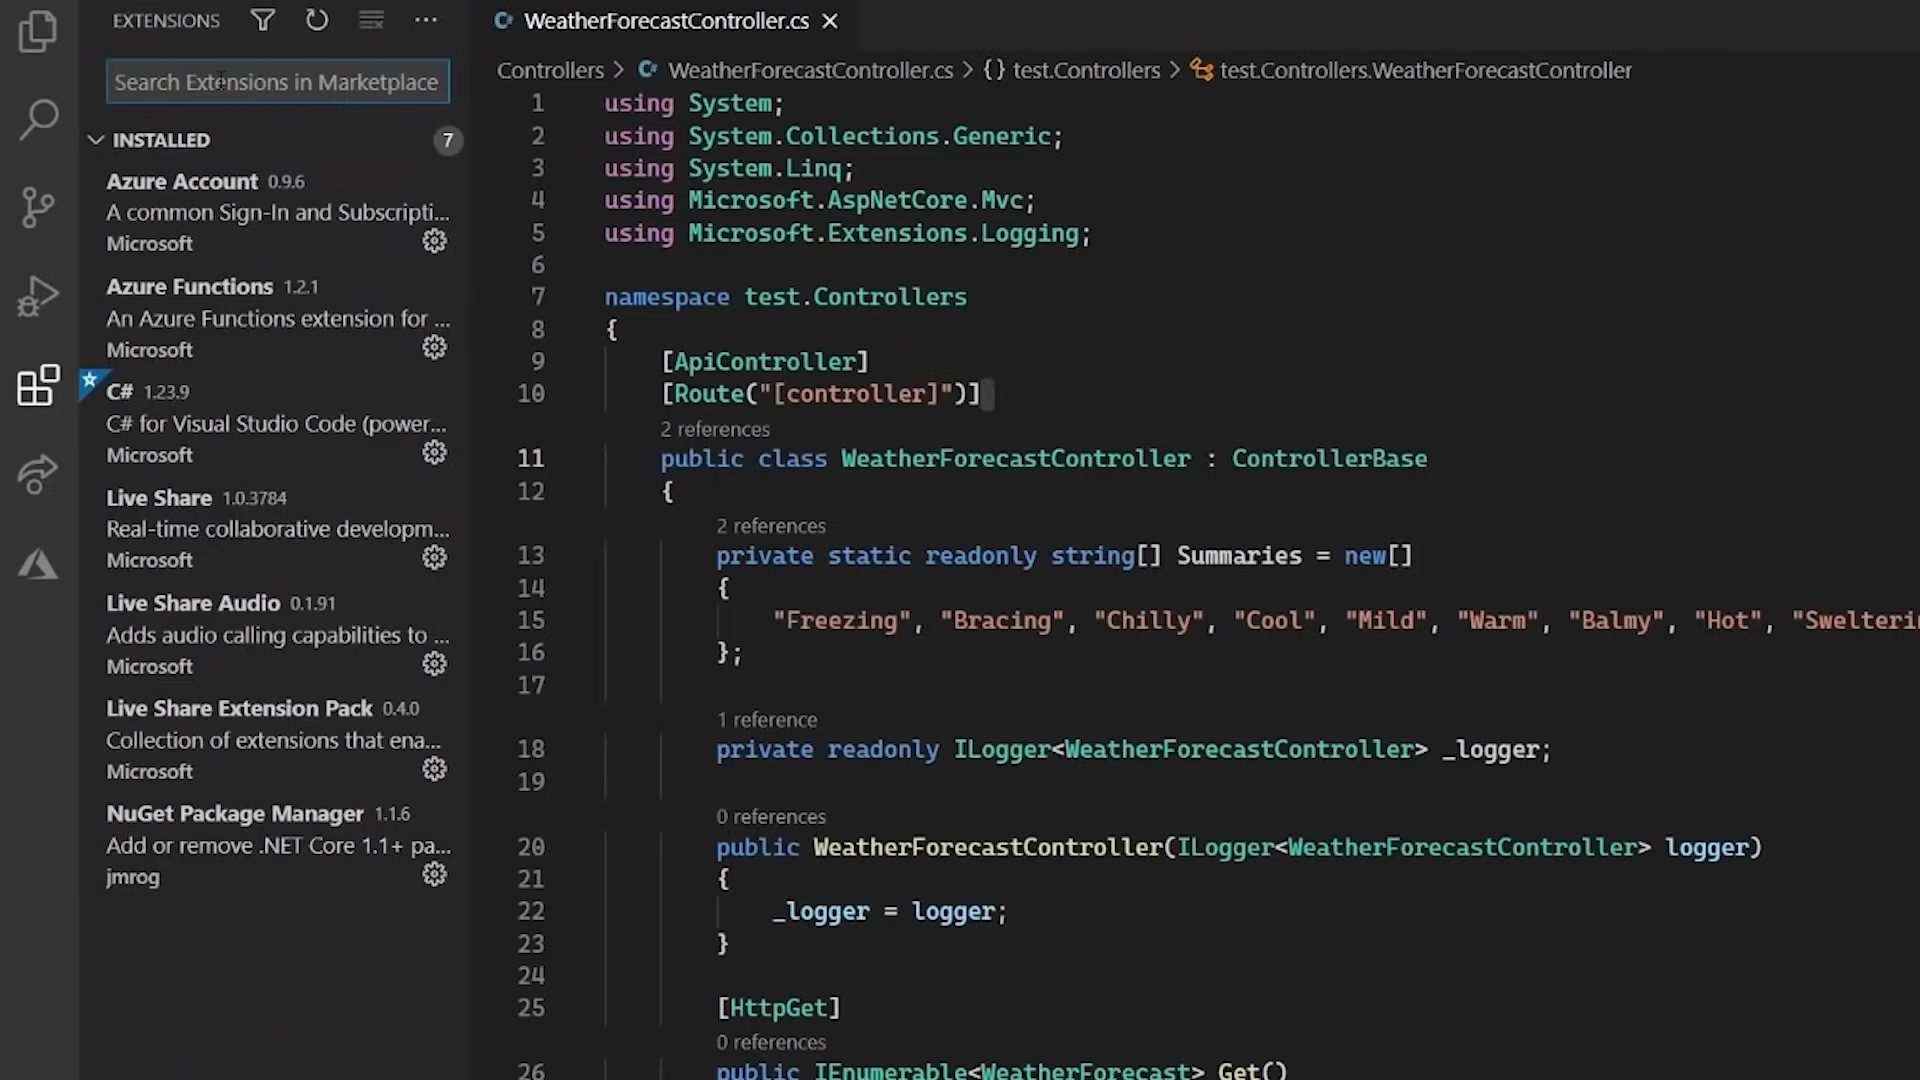 EXTENSIONS
Search Extensions in Marketplace
INSTALLED 7
Azure Account 0.9.6
A common Sign-In and Subscripti...
Microsoft
Azure Functions 1.2.1
An Azure Functions extension for ...
Microsoft
C# 1.23.9
C# for Visual Studio Code (power...
Microsoft
Live Share 1.0.3784
Real-time collaborative developm...
Microsoft
Live Share Audio 0.1.91
Adds audio calling capabilities to ...
Microsoft
Live Share Extension Pack 0.4.0
Collection of extensions that ena...
Microsoft
NuGet Package Manager 1.1.6
Add or remove .NET Core 1.1+ pa...
jmrog
WeatherForecastController.cs
Controllers > WeatherForecastController.cs > {} test.Controllers > test.Controllers.WeatherForecastController
1 using System;
2 using System.Collections.Generic;
3 using System.Linq;
4 using Microsoft.AspNetCore.Mvc;
5 using Microsoft.Extensions.Logging;
6
7 namespace test.Controllers
8 {
9 [ApiController]
10 [Route("[controller]")]
2 references
11 public class WeatherForecastController : ControllerBase
12 {
2 references
13 private static readonly string[] Summaries = new[]
14 {
15 "Freezing", "Bracing", "Chilly", "Cool", "Mild", "Warm", "Balmy", "Hot", "Swelteri
16 };
17
1 reference
18 private readonly ILogger<WeatherForecastController> _logger;
19
0 references
20 public WeatherForecastController(ILogger<WeatherForecastController> logger)
21 {
22 _logger = logger;
23 }
24
25 [HttpGet]
0 references
26 public IEnumerable<WeatherForecast> Get()